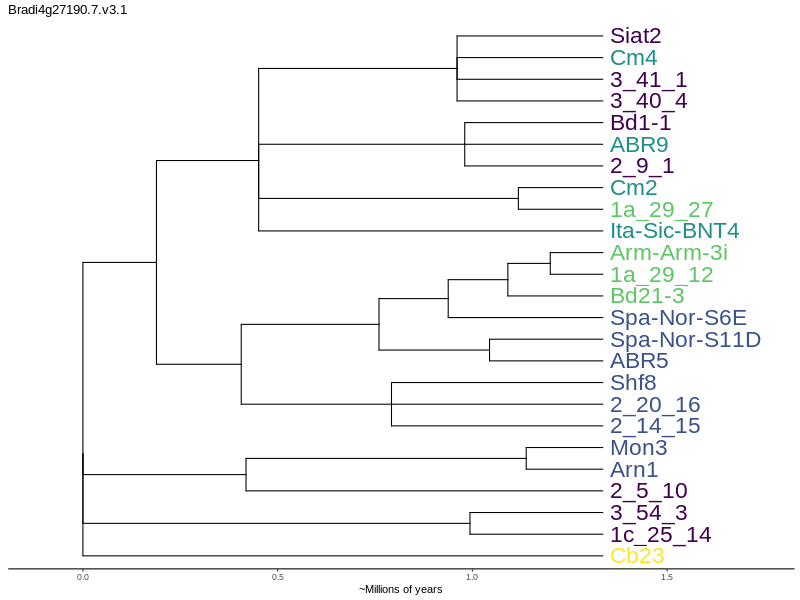 Bradi4g27190.7.v3.1
Siat2
Cm4
3_41_1
3_40_4
Bd1-1
ABR9
2_9_1
Cm2
1a_29_27
Ita-Sic-BNT4
Arm-Arm-3i
1a_29_12
Bd21-3
Spa-Nor-S6E
Spa-Nor-S11D
ABR5
Shf8
2_20_16
2_14_15
Mon3
Arn1
2_5_10
3_54_3
1c_25_14
Cb23
0.0 0.5 1.0 1.5
~Millions of years